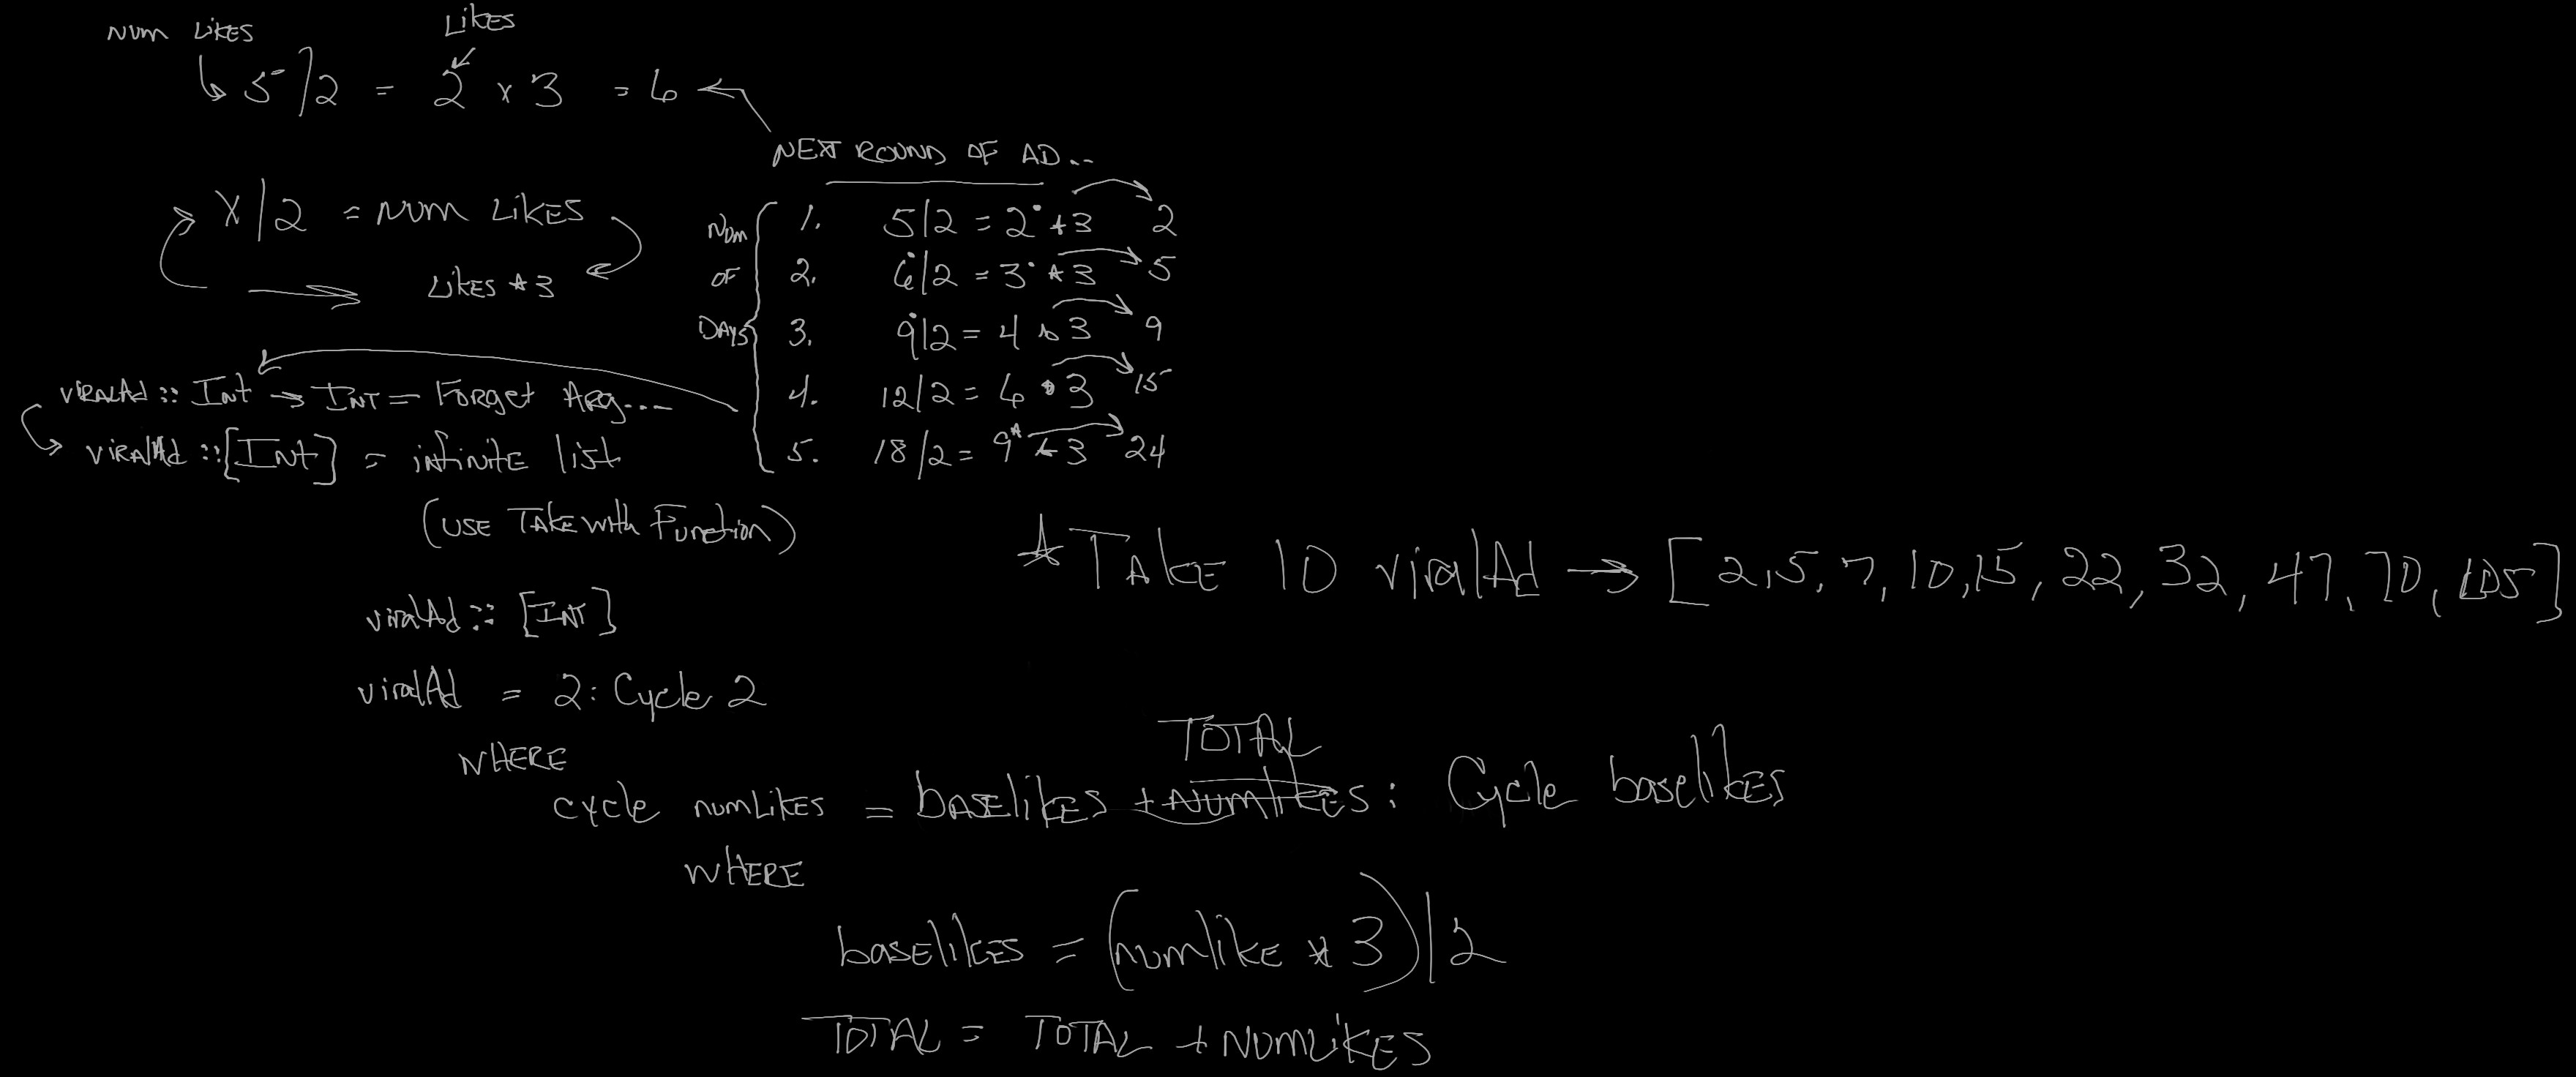 NUM LIKES
LIKES
5/2 = 2 x 3 = 6
NEXT ROUND OF AD...
X/2 = NUM LIKES
LIKES * 3
NUM OF DAYS
1. 5/2 = 2 * 3 2
2. 6/2 = 3 * 3 5
3. 9/2 = 4 * 3 9
4. 12/2 = 6 * 3 15
5. 18/2 = 9 * 3 24
viralAd :: Int → INT = Forget Arg...
viralAd :: [Int] = infinite list
(USE Take with Function)
* Take 10 viralAd → [2,5,7,10,15,22,32,47,70,105]
viralAd :: [INT]
viralAd = 2: Cycle 2
WHERE
TOTAL
cycle numLikes = baselikes + Numlikes : Cycle baselikes
WHERE
baselikes = (numlike * 3)/2
TOTAL = TOTAL + NUMLIKES